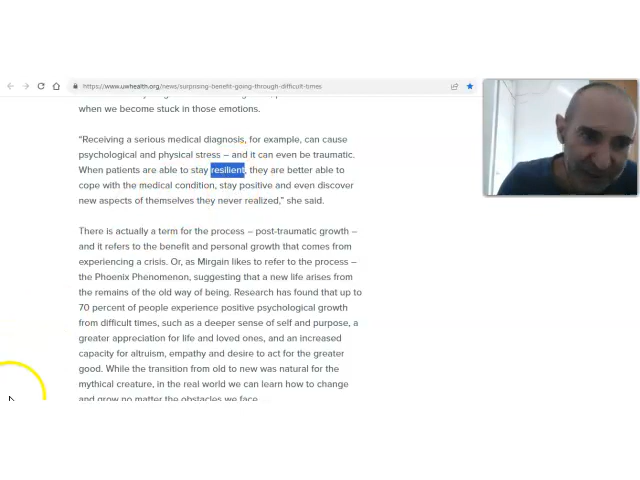 https://www.uwhealth.org/news/surprising-benefit-going-through-difficult-times
when we become stuck in those emotions.
“Receiving a serious medical diagnosis, for example, can cause
psychological and physical stress – and it can even be traumatic.
When patients are able to stay resilient, they are better able to
cope with the medical condition, stay positive and even discover
new aspects of themselves they never realized,” she said.
There is actually a term for the process – post-traumatic growth –
and it refers to the benefit and personal growth that comes from
experiencing a crisis. Or, as Mirgain likes to refer to the process –
the Phoenix Phenomenon, suggesting that a new life arises from
the remains of the old way of being. Research has found that up to
70 percent of people experience positive psychological growth
from difficult times, such as a deeper sense of self and purpose, a
greater appreciation for life and loved ones, and an increased
capacity for altruism, empathy and desire to act for the greater
good. While the transition from old to new was natural for the
mythical creature, in the real world we can learn how to change
and grow no matter the obstacles we face.